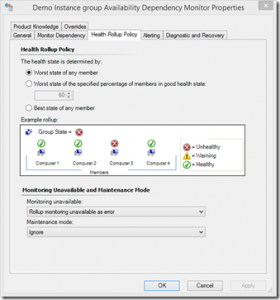 Demo Instance group Availability Dependency Monitor Properties
Product Knowledge Overrides
General Monitor Dependency Health Rollup Policy Alerting Diagnostic and Recovery
Health Rollup Policy
The health state is determined by:
Worst state of any member
Worst state of the specified percentage of members in good health state:
60
Best state of any member
Example rollup:
Group State =
= Unhealthy
= Warning
= Healthy
Computer 1 Computer 2 Computer 3 Computer 4
Members
Monitoring Unavailable and Maintenance Mode
Monitoring unavailable:
Rollup monitoring unavailable as error
Maintenance mode:
Ignore
OK Cancel Apply